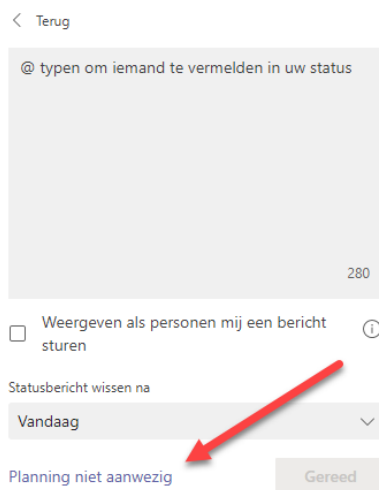 Terug
@ typen om iemand te vermelden in uw status
280
Weergeven als personen mij een bericht
sturen
Statusbericht wissen na
Vandaag
Planning niet aanwezig
Gereed